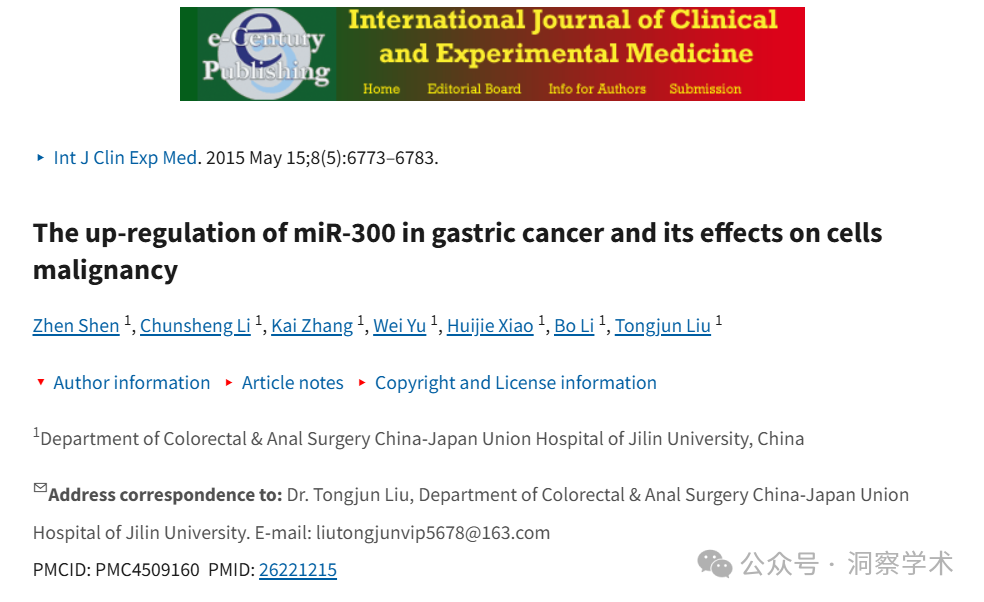 e-Century
Publishing
International Journal of Clinical
and Experimental Medicine
Home Editorial Board Info for Authors Submission
Int J Clin Exp Med. 2015 May 15;8(5):6773–6783.
The up-regulation of miR-300 in gastric cancer and its effects on cells
malignancy
Zhen Shen 1, Chunsheng Li 1, Kai Zhang 1, Wei Yu 1, Huijie Xiao 1, Bo Li 1, Tongjun Liu 1
Author information Article notes Copyright and License information
1Department of Colorectal & Anal Surgery China-Japan Union Hospital of Jilin University, China
Address correspondence to: Dr. Tongjun Liu, Department of Colorectal & Anal Surgery China-Japan Union
Hospital of Jilin University. E-mail: liutongjunvip5678@163.com
PMCID: PMC4509160 PMID: 26221215
公众号 · 洞察学术